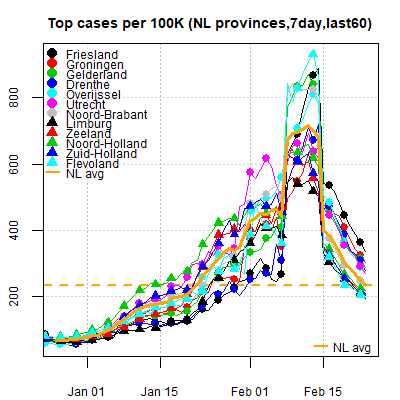 Top cases per 100K (NL provinces,7day,last60)
Friesland
Groningen
Gelderland
Drenthe
Overijssel
Utrecht
Noord-Brabant
Limburg
Zeeland
Noord-Holland
Zuid-Holland
Flevoland
NL avg
800
600
400
200
NL avg
Jan 01
Jan 15
Feb 01
Feb 15